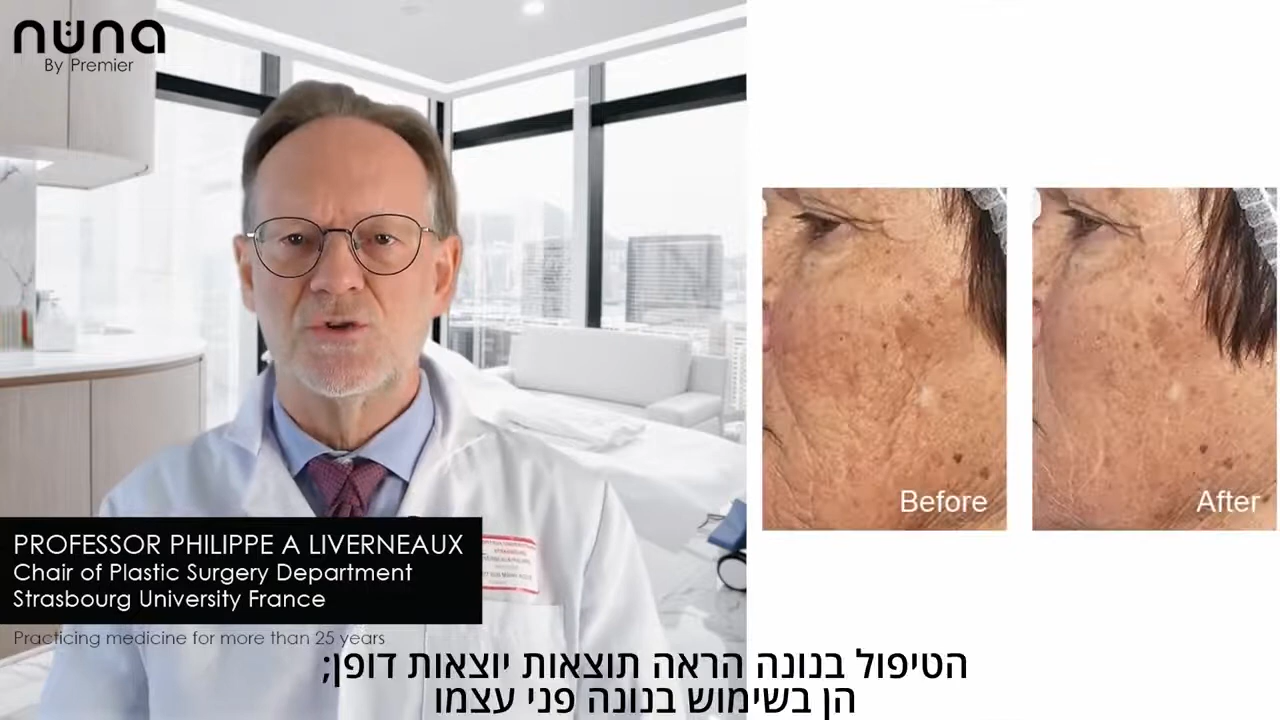 nüna
By Premier
Before
After
PROFESSOR PHILIPPE A LIVERNEAUX
Chair of Plastic Surgery Department
Strasbourg University France
Practicing medicine for more than 25 years
הטיפול בנונה הראה תוצאות יוצאות דופן;
הן בשימוש בנונה פני עצמו